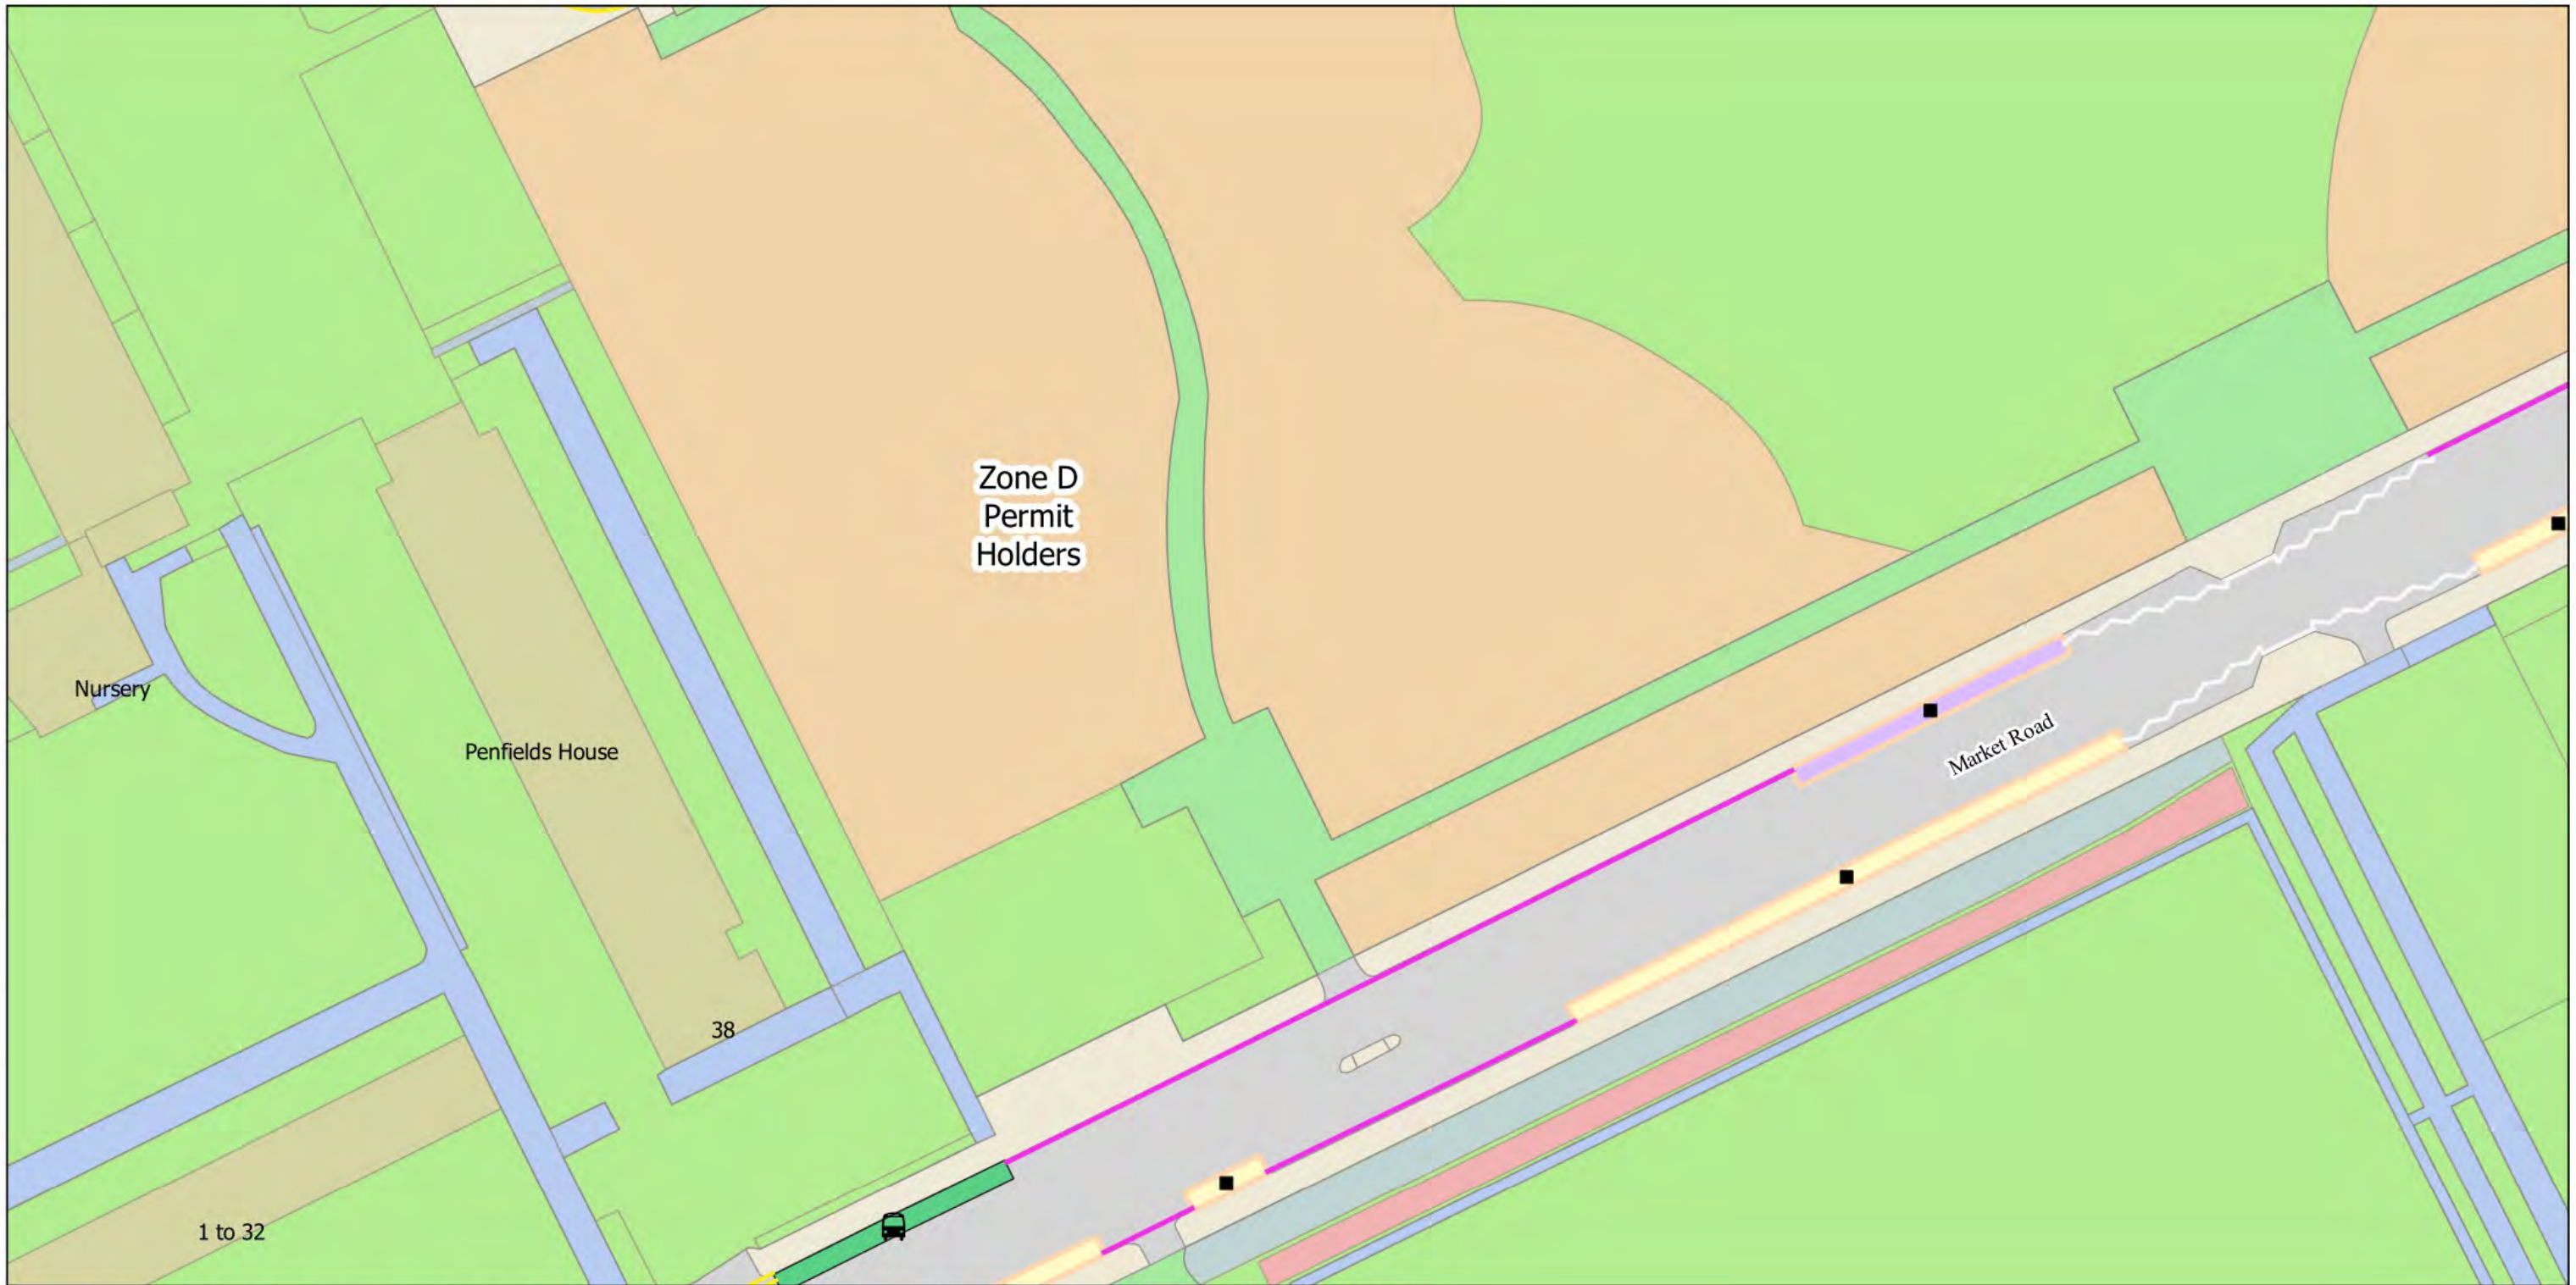 Zone D
Permit
Holders
Nursery
Penfields House
Market Road
38
1 to 32